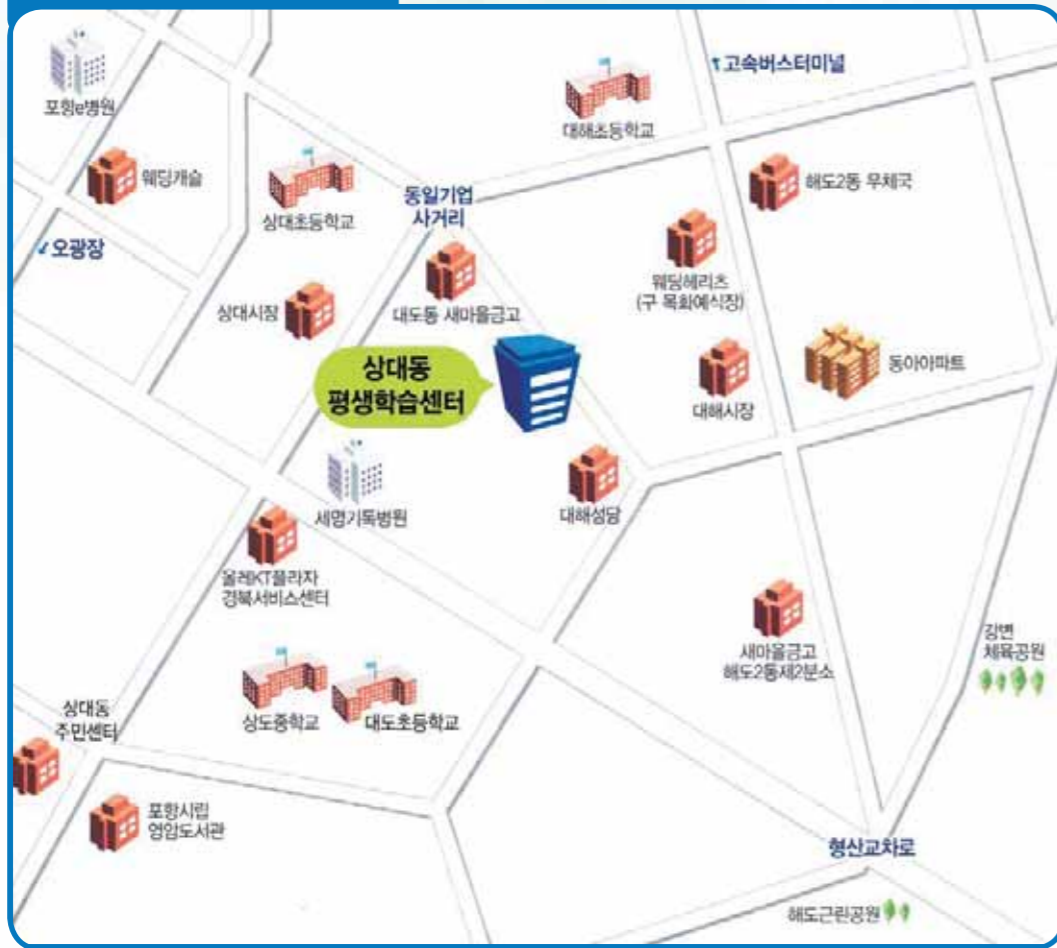 고속버스터미널
포항e병원
대해초등학교
웨딩캐슬
해도2동 우체국
상대초등학교
동일기업
사거리
오광장
웨딩헤리츠
(구 목화예식장)
상대시장
대도동 새마을금고
상대동
평생학습센터
동아아파트
대해시장
세명기독병원
대해성당
올레KT플라자
경북서비스센터
새마을금고
해도2동제2분소
강변
체육공원
상도중학교
대도초등학교
상대동
주민센터
포항시립
영암도서관
형산교차로
해도근린공원